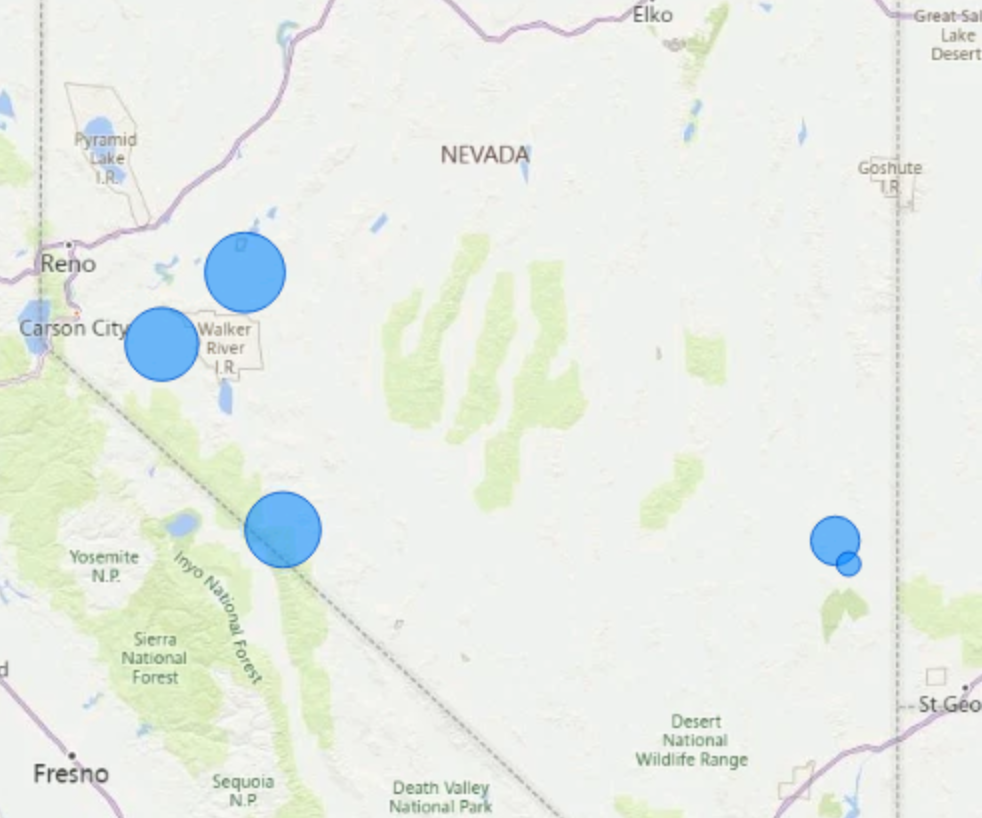 Elko
Great Sal
Lake
Desert
Pyramid
Lake
I.R.
NEVADA
Goshute
I.R.
Reno
Carson City
Walker
River
I.R.
Yosemite
N.P.
Inyo National Forest
Sierra
National
Forest
d
St Geo
Desert
National
Wildlife Range
Fresno
Sequoia
N.P.
Death Valley
National Park